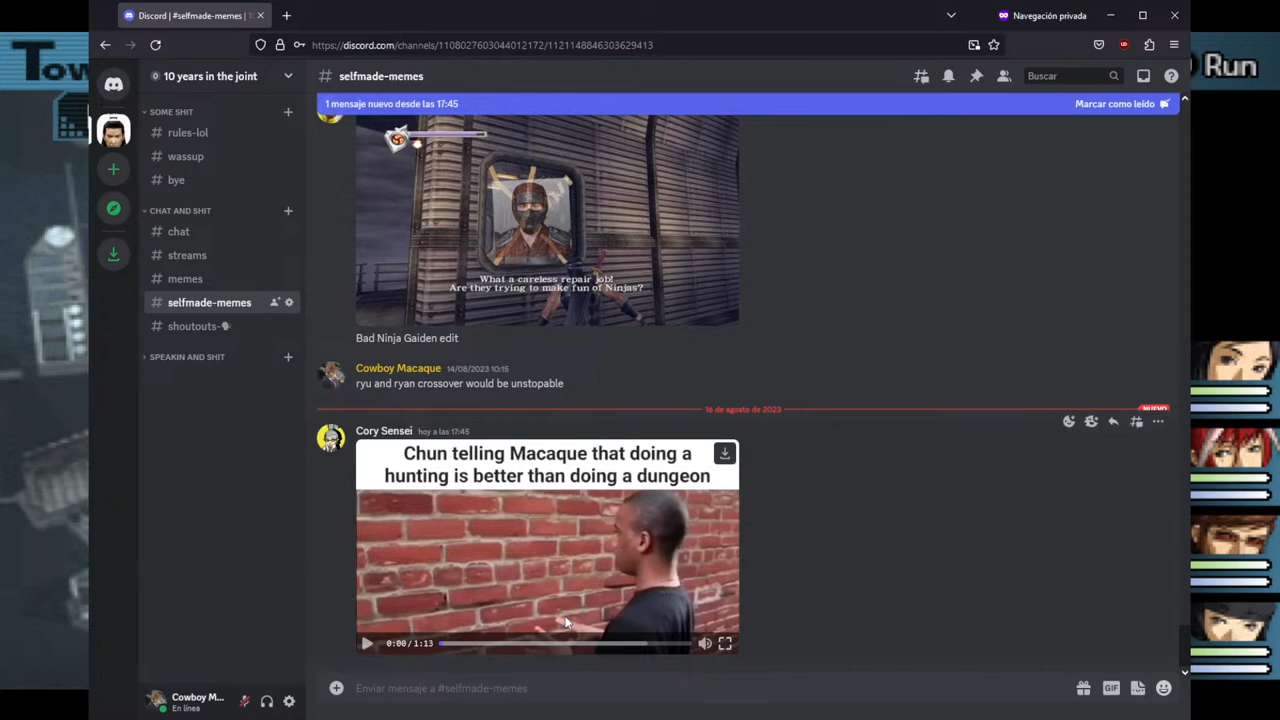 Discord | #selfmade-memes | 1
Navegación privada
https://discord.com/channels/1108027603044012172/1121148846303629413
Tow
Run
10 years in the joint
# selfmade-memes
Buscar
1 mensaje nuevo desde las 17:45
Marcar como leído
SOME SHIT
# rules-lol
# wassup
# bye
CHAT AND SHIT
# chat
# streams
# memes
# selfmade-memes
# shoutouts-
SPEAKIN AND SHIT
What a careless repair job!
Are they trying to make fun of Ninjas?
Bad Ninja Gaiden edit
Cowboy Macaque 14/08/2023 10:15
ryu and ryan crossover would be unstopable
16 de agosto de 2023
NUEVO
Cory Sensei hoy a las 17:45
Chun telling Macaque that doing a
hunting is better than doing a dungeon
0:00/1:13
Enviar mensaje a #selfmade-memes
GIF
Cowboy M...
En línea